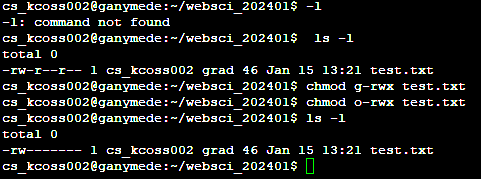 cs_kcoss002@ganymede:~/websci_202401$ -l
-l: command not found
cs_kcoss002@ganymede:~/websci_202401$  ls -l
total 0
-rw-r--r-- 1 cs_kcoss002 grad 46 Jan 15 13:21 test.txt
cs_kcoss002@ganymede:~/websci_202401$ chmod g-rwx test.txt
cs_kcoss002@ganymede:~/websci_202401$ chmod o-rwx test.txt
cs_kcoss002@ganymede:~/websci_202401$ ls -l
total 0
-rw------- 1 cs_kcoss002 grad 46 Jan 15 13:21 test.txt
cs_kcoss002@ganymede:~/websci_202401$